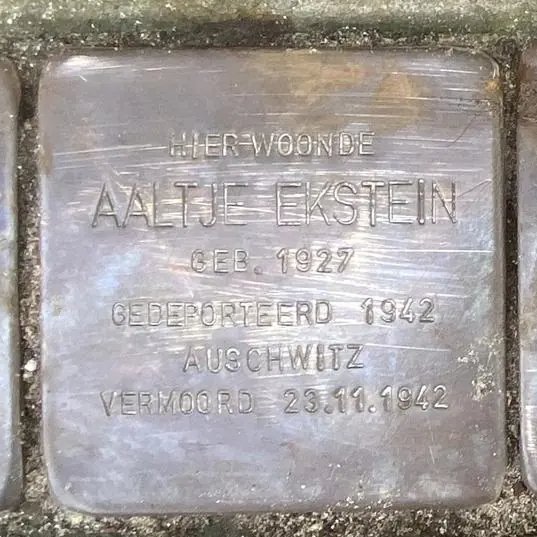 HIER WOONDE
AALTJE EKSTEIN
GEB. 1927
GEDEPORTEERD 1942
AUSCHWITZ
VERMOORD 23.11.1942